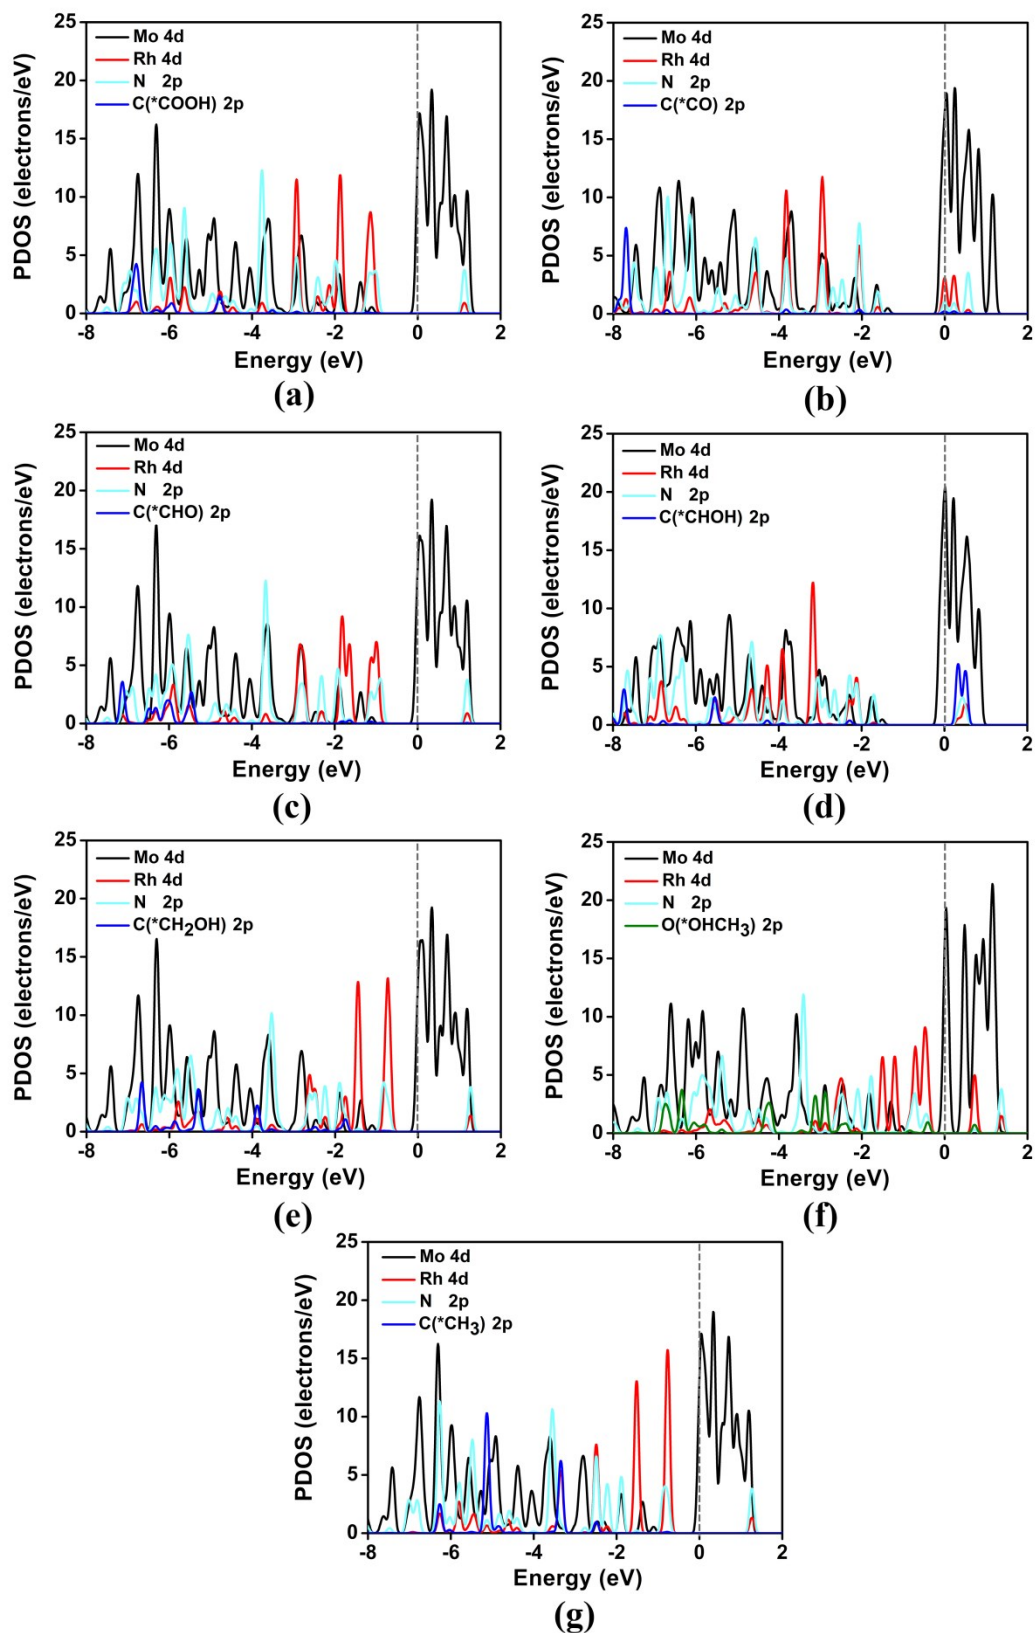 PDOS (electrons/eV)
25
20
15
10
5
0
Mo 4d
Rh 4d
N 2p
C(*COOH) 2p
-8 -6 -4 -2 0 2
Energy (eV)
(a)
PDOS (electrons/eV)
25
20
15
10
5
0
Mo 4d
Rh 4d
N 2p
C(*CO) 2p
-8 -6 -4 -2 0 2
Energy (eV)
(b)
PDOS (electrons/eV)
25
20
15
10
5
0
Mo 4d
Rh 4d
N 2p
C(*CHO) 2p
-8 -6 -4 -2 0 2
Energy (eV)
(c)
PDOS (electrons/eV)
25
20
15
10
5
0
Mo 4d
Rh 4d
N 2p
C(*CHOH) 2p
-8 -6 -4 -2 0 2
Energy (eV)
(d)
PDOS (electrons/eV)
25
20
15
10
5
0
Mo 4d
Rh 4d
N 2p
C(*CH₂OH) 2p
-8 -6 -4 -2 0 2
Energy (eV)
(e)
PDOS (electrons/eV)
25
20
15
10
5
0
Mo 4d
Rh 4d
N 2p
O(*OHCH₃) 2p
-8 -6 -4 -2 0 2
Energy (eV)
(f)
PDOS (electrons/eV)
25
20
15
10
5
0
Mo 4d
Rh 4d
N 2p
C(*CH₃) 2p
-8 -6 -4 -2 0 2
Energy (eV)
(g)